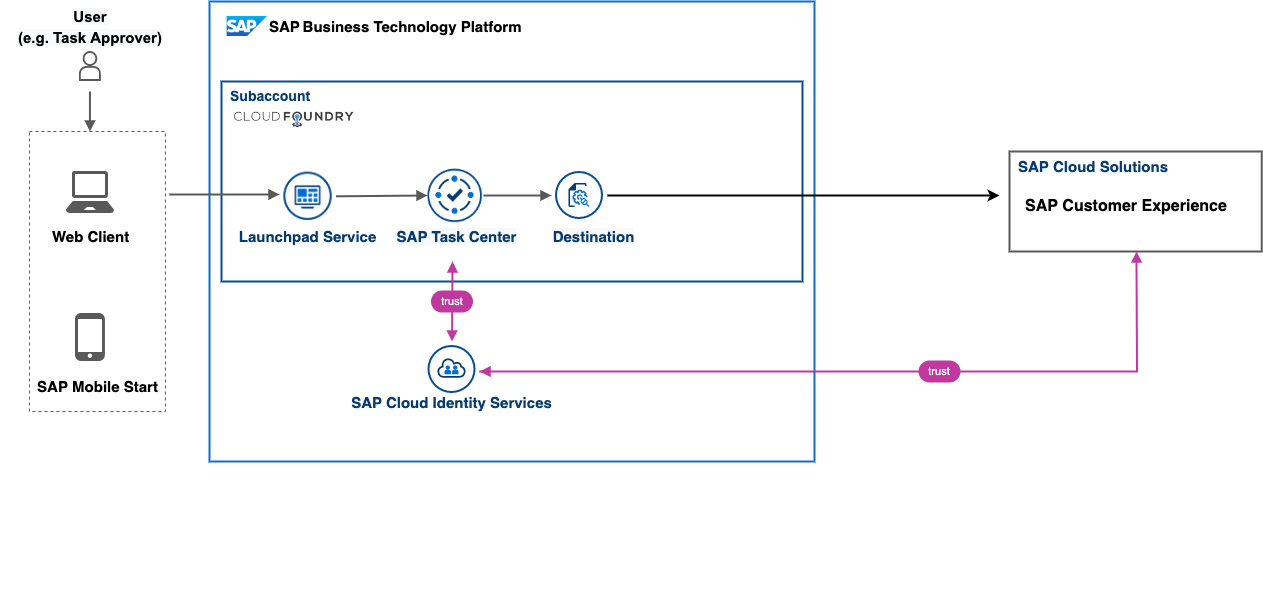 User
(e.g. Task Approver)
SAP SAP Business Technology Platform
Subaccount
CLOUD FOUNDRY
SAP Cloud Solutions
SAP Customer Experience
Web Client
Launchpad Service
SAP Task Center
Destination
trust
SAP Mobile Start
trust
SAP Cloud Identity Services